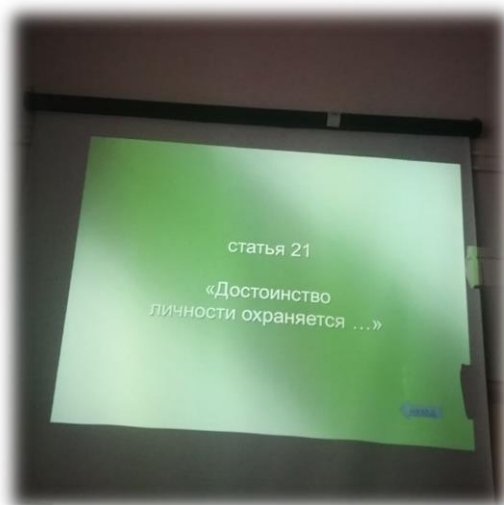 статья 21
«Достоинство
личности охраняется ...»